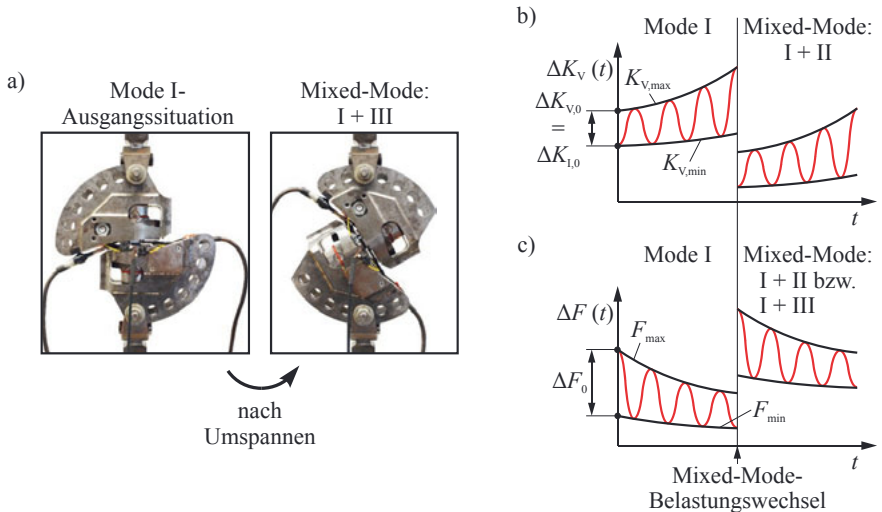 a)
Mode I-
Ausgangssituation
Mixed-Mode:
I + III
nach
Umspannen
b)
Mode I
Mixed-Mode:
I + II
ΔK_V (t)
K_V,max
ΔK_V,0
=
ΔK_I,0
K_V,min
t
c)
Mode I
Mixed-Mode:
I + II bzw.
I + III
ΔF (t)
F_max
ΔF_0
F_min
t
Mixed-Mode-
Belastungswechsel